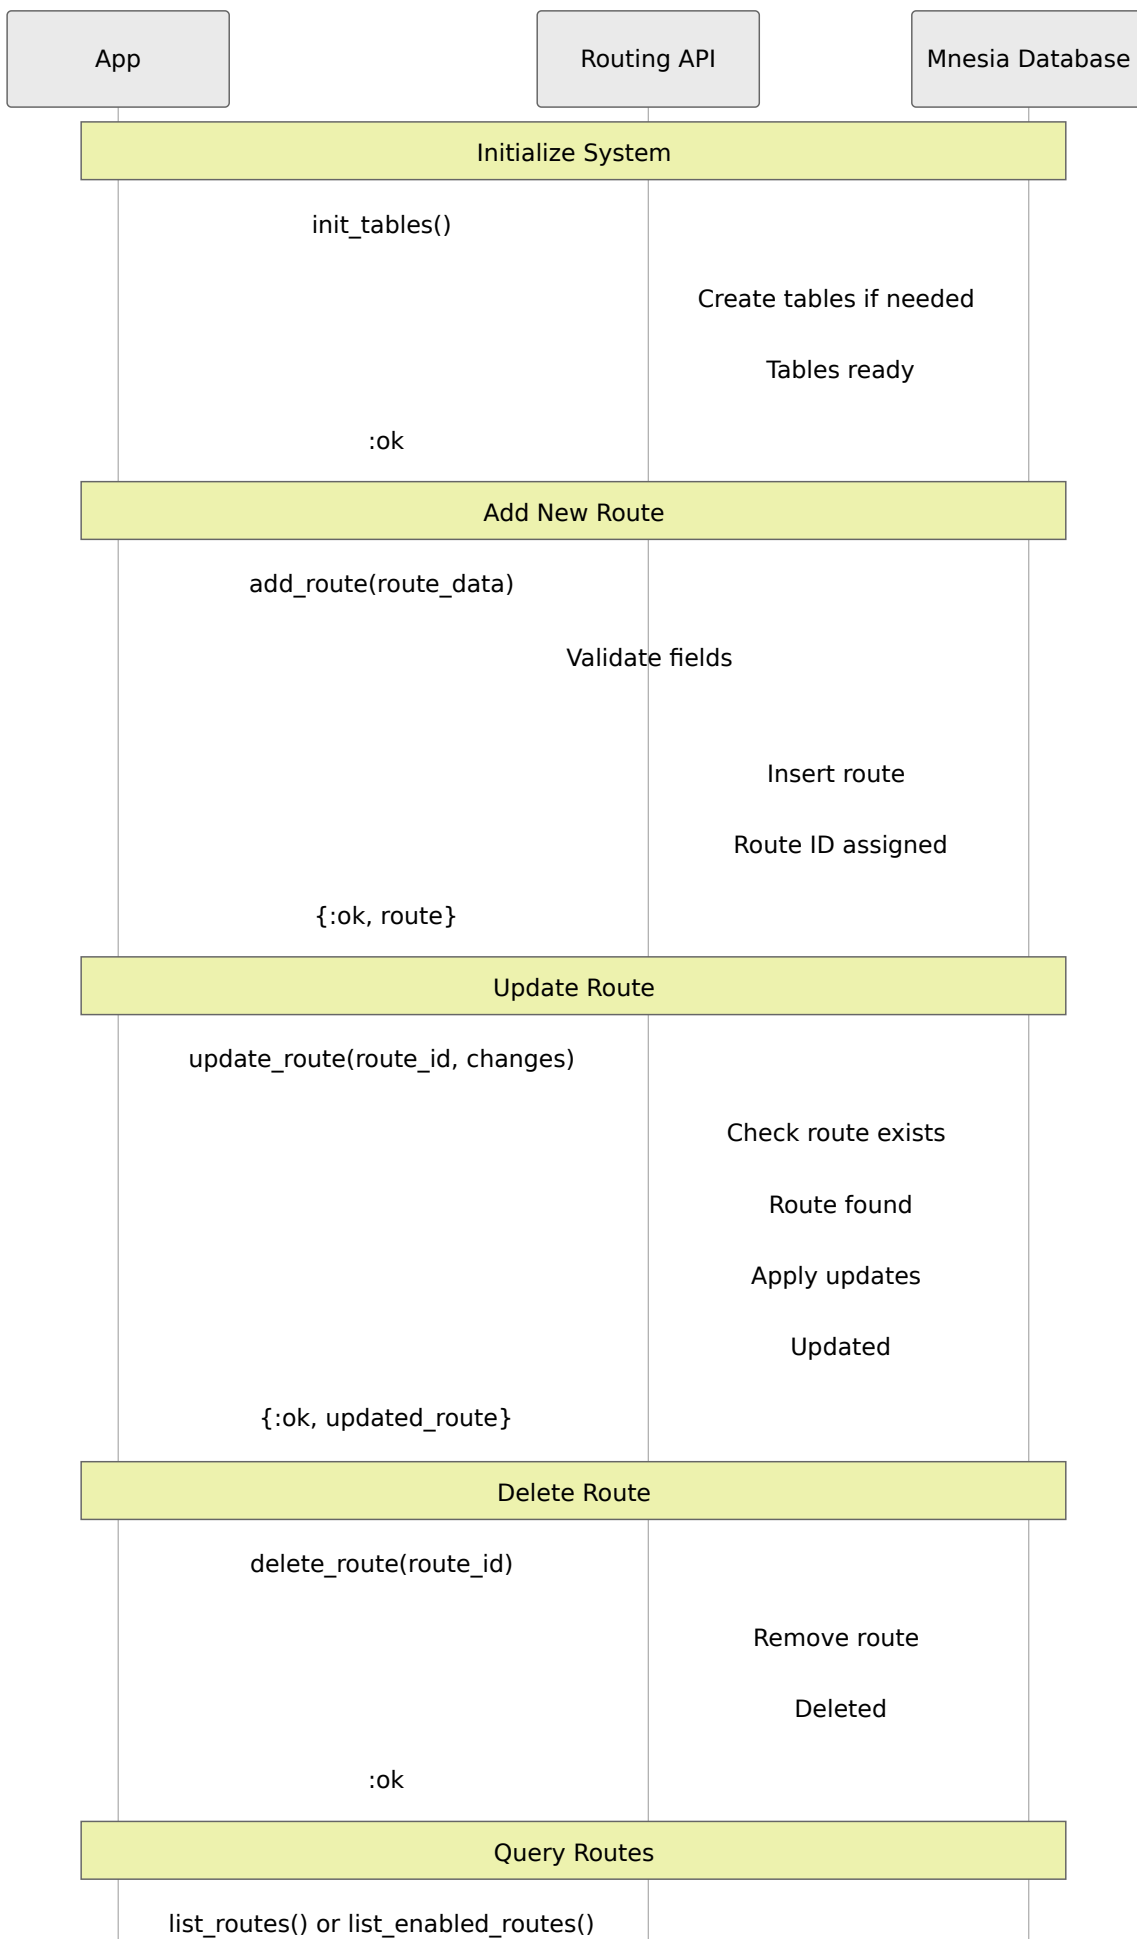 App
Routing API
Mnesia Database
Initialize System
init_tables()
Create tables if needed
Tables ready
:ok
Add New Route
add_route(route_data)
Validate fields
Insert route
Route ID assigned
{:ok, route}
Update Route
update_route(route_id, changes)
Check route exists
Route found
Apply updates
Updated
{:ok, updated_route}
Delete Route
delete_route(route_id)
Remove route
Deleted
:ok
Query Routes
list_routes() or list_enabled_routes()